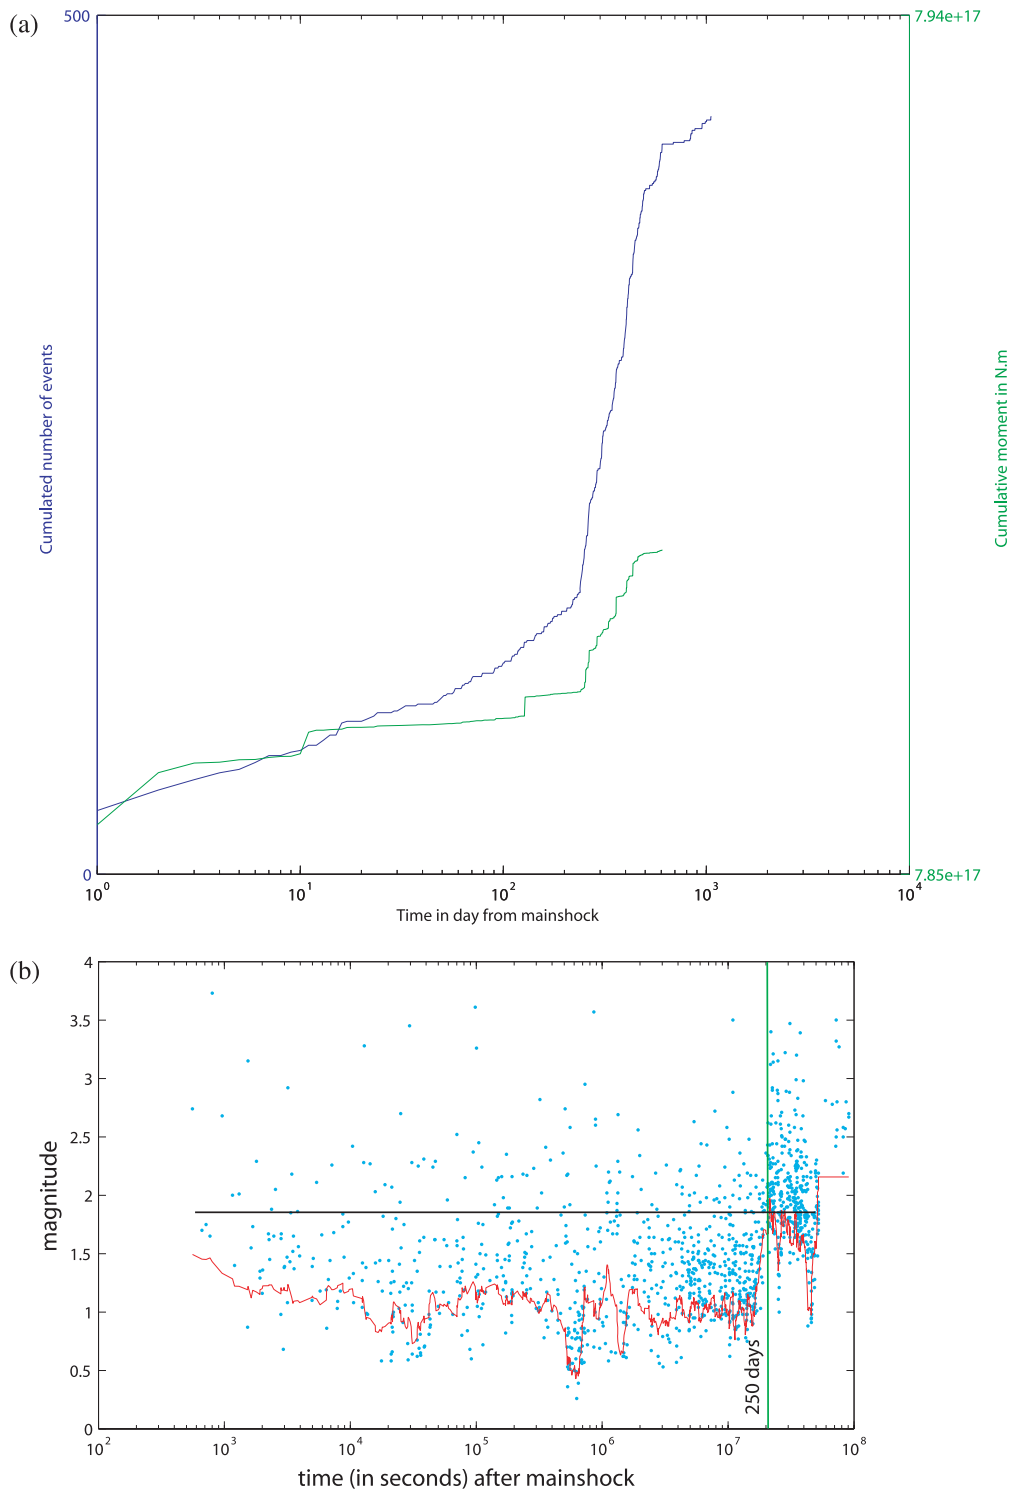 (a)
500
7.94e+17
Cumulated number of events
Cumulative moment in N.m
0
7.85e+17
10^0
10^1
10^2
10^3
10^4
Time in day from mainshock
(b)
4
3.5
3
2.5
2
1.5
1
0.5
0
magnitude
250 days
10^2
10^3
10^4
10^5
10^6
10^7
10^8
time (in seconds) after mainshock